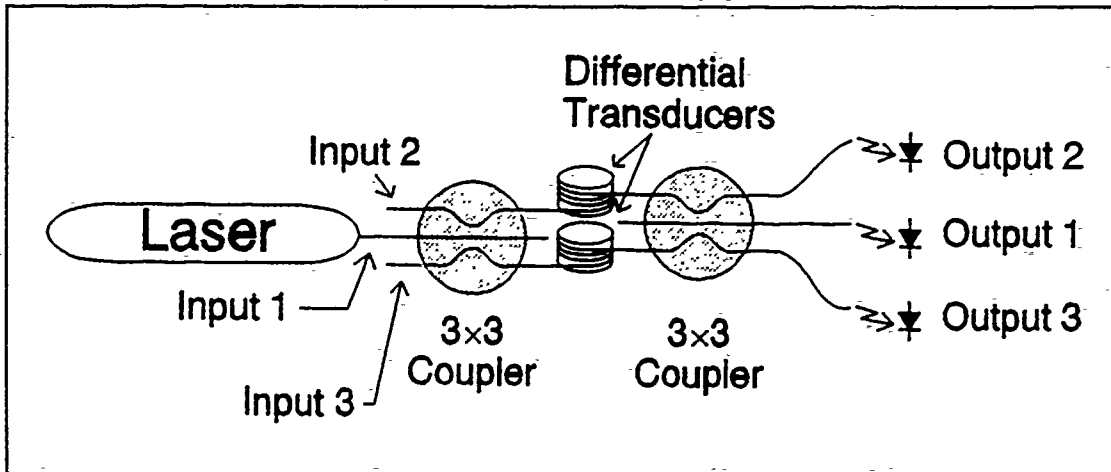 Differential
Transducers
Input 2
Laser
Input 1
Input 3
3×3
Coupler
3×3
Coupler
Output 2
Output 1
Output 3